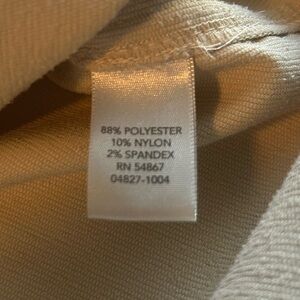 88% POLYESTER
10% NYLON
2% SPANDEX
RN 54867
04827-1004